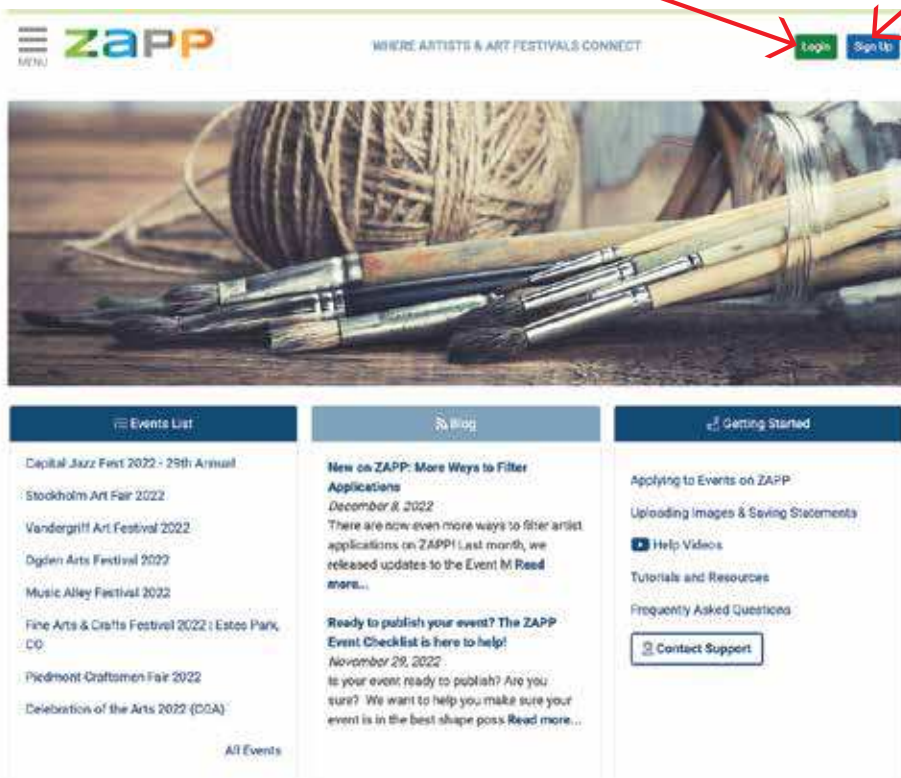 MENU
zapp
WHERE ARTISTS & ART FESTIVALS CONNECT
Login
Sign Up
Events List
Capital Jazz Fest 2022 - 29th Annual
Stockholm Art Fair 2022
Vandergriff Art Festival 2022
Ogden Arts Festival 2022
Music Alley Festival 2022
Fine Arts & Crafts Festival 2022 | Estes Park,
CO
Piedmont Craftsmen Fair 2022
Celebration of the Arts 2022 (COA)
All Events
Blog
New on ZAPP: More Ways to Filter
Applications
December 8, 2022
There are now even more ways to filter artist
applications on ZAPP! Last month, we
released updates to the Event M Read
more...
Ready to publish your event? The ZAPP
Event Checklist is here to help!
November 29, 2022
Is your event ready to publish? Are you
sure? We want to help you make sure your
event is in the best shape poss Read more...
Getting Started
Applying to Events on ZAPP
Uploading Images & Saving Statements
Help Videos
Tutorials and Resources
Frequently Asked Questions
Contact Support